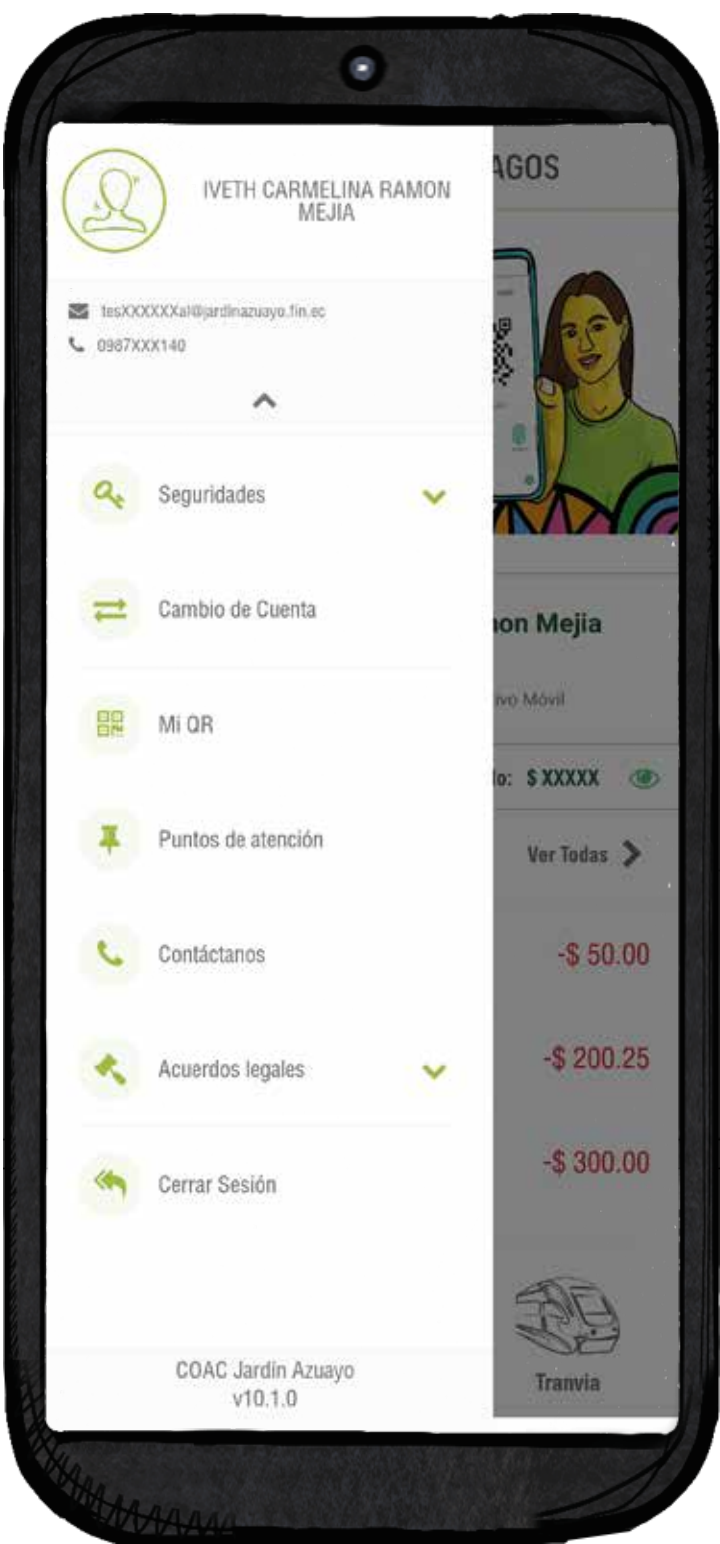 IVETH CARMELINA RAMON
MEJIA
tesXXXXXXal@jardinazuayo.fin.ec
0987XXX140
Seguridades
Cambio de Cuenta
Mi QR
Puntos de atención
Contáctanos
Acuerdos legales
Cerrar Sesión
COAC Jardín Azuayo
v10.1.0
AGOS
on Mejia
ivo Móvil
do: $ XXXXX
Ver Todas
-$ 50.00
-$ 200.25
-$ 300.00
Tranvia